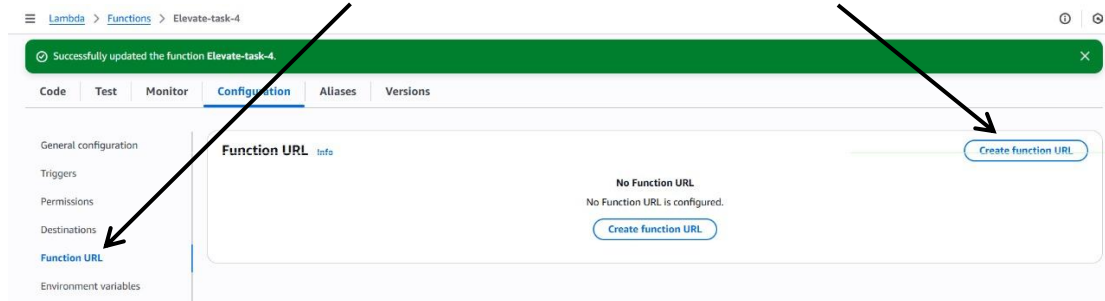 Lambda > Functions > Elevate-task-4
Successfully updated the function Elevate-task-4.
Code Test Monitor Configuration Aliases Versions
General configuration
Triggers
Permissions
Destinations
Function URL
Environment variables
Function URL Info
Create function URL
No Function URL
No Function URL is configured.
Create function URL